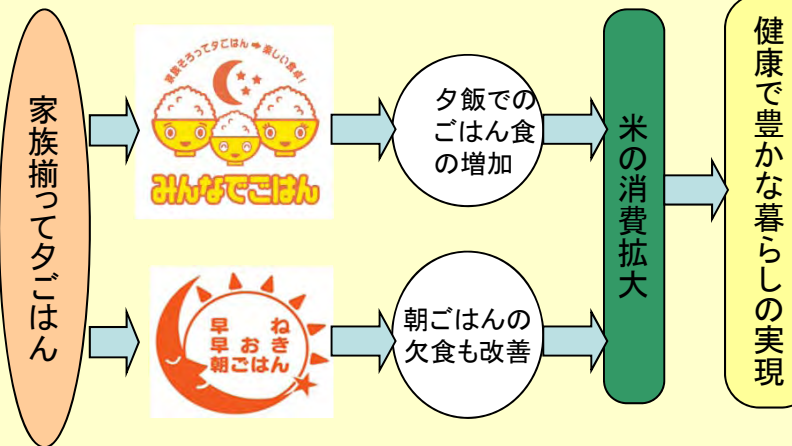 家族揃って夕ごはん
家族そろって夕ごはん➡楽しい食卓!
みんなでごはん
夕飯での
ごはん食
の増加
早ね
早おき
朝ごはん
朝ごはんの
欠食も改善
米の消費拡大
健康で豊かな暮らしの実現